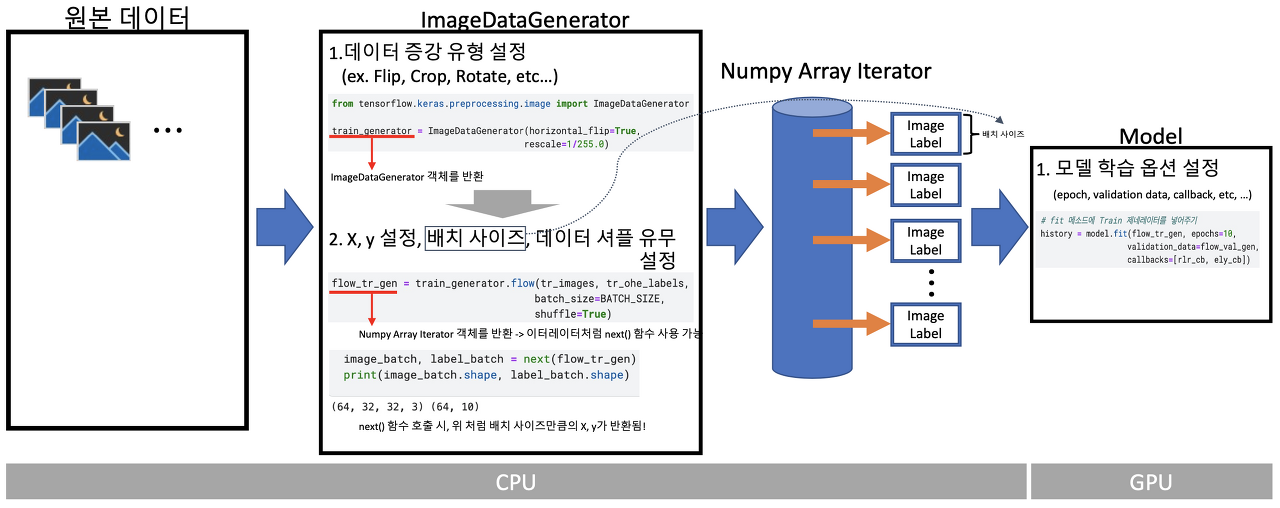 원본 데이터
•••
ImageDataGenerator
1.데이터 증강 유형 설정
(ex. Flip, Crop, Rotate, etc...)
from tensorflow.keras.preprocessing.image import ImageDataGenerator
train_generator = ImageDataGenerator(horizontal_flip=True,
rescale=1/255.0)
ImageDataGenerator 객체를 반환
2. X, y 설정, 배치 사이즈, 데이터 셔플 유무
설정
flow_tr_gen = train_generator.flow(tr_images, tr_ohe_labels,
batch_size=BATCH_SIZE,
shuffle=True)
Numpy Array Iterator 객체를 반환 -> 이터레이터처럼 next() 함수 사용 가능
image_batch, label_batch = next(flow_tr_gen)
print(image_batch.shape, label_batch.shape)
(64, 32, 32, 3) (64, 10)
next() 함수 호출 시, 위 처럼 배치 사이즈만큼의 X, y가 반환됨!
Numpy Array Iterator
Image
Label
배치 사이즈
Image
Label
Image
Label
Image
Label
Model
1. 모델 학습 옵션 설정
(epoch, validation data, callback, etc, ...)
# fit 메소드에 Train 제네레이터를 넣어주기
history = model.fit(flow_tr_gen, epochs=10,
validation_data=flow_val_gen,
callbacks=[rlr_cb, ely_cb])
CPU
GPU